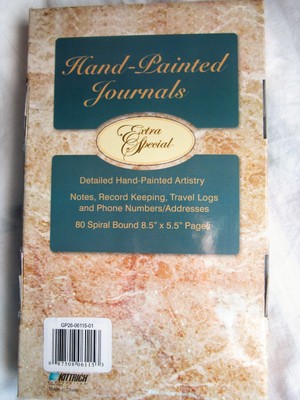 Hand-Painted
Journals
Extra
Special
Detailed Hand-Painted Artistry
Notes, Record Keeping, Travel Logs
and Phone Numbers/Addresses
80 Spiral Bound 8.5" x 5.5" Pages
GP26-06115-01
KITTRICH